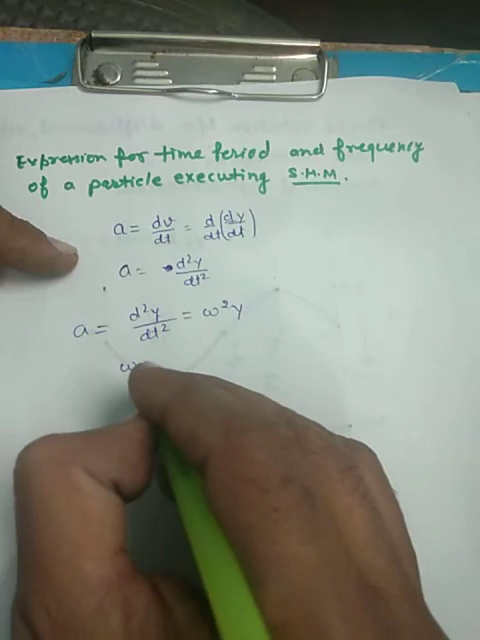 Expression for time period and frequency
of a particle executing S.H.M.
a = dv/dt = d/dt(dy/dt)
a = d²y/dt²
a = d²y/dt² = ω²y